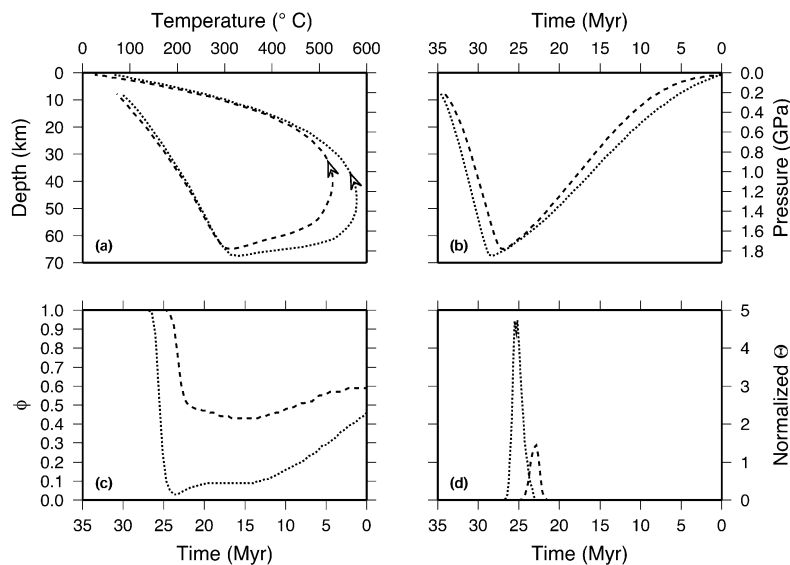 Temperature (° C)
0 100 200 300 400 500 600
Time (Myr)
35 30 25 20 15 10 5 0
Depth (km)
0
10
20
30
40
50
60
70
(a)
(b)
0.0
0.2
0.4
0.6
0.8
1.0
1.2
1.4
1.6
1.8
Pressure (GPa)
ϕ
1.0
0.9
0.8
0.7
0.6
0.5
0.4
0.3
0.2
0.1
0.0
(c)
35 30 25 20 15 10 5 0
Time (Myr)
(d)
5
4
3
2
1
0
Normalized Θ
35 30 25 20 15 10 5 0
Time (Myr)